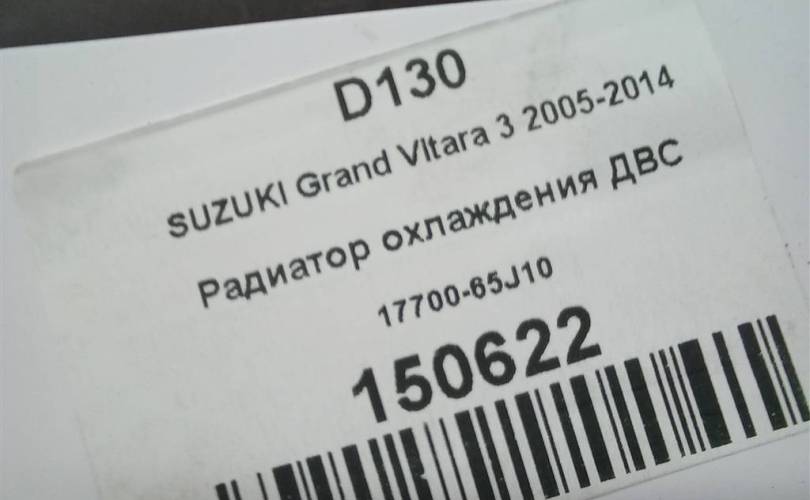 D130
SUZUKI Grand VItara 3 2005-2014
Радиатор охлаждения ДВС
17700-65J10
150622